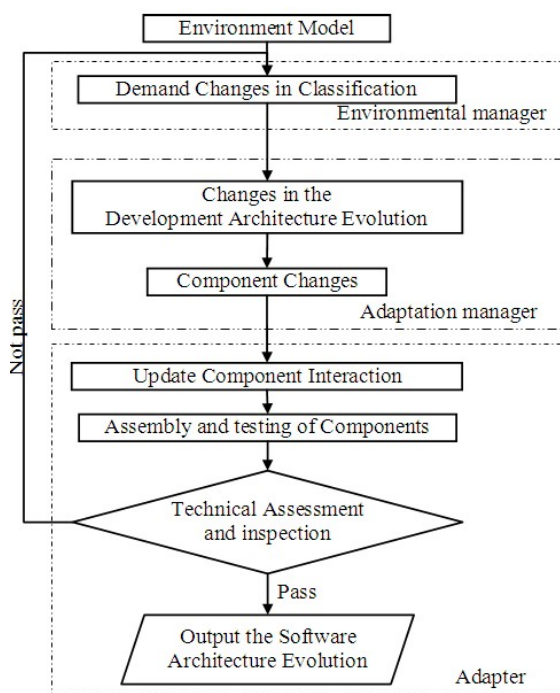 Environment Model
Demand Changes in Classification
Environmental manager
Changes in the
Development Architecture Evolution
Component Changes
Adaptation manager
Not pass
Update Component Interaction
Assembly and testing of Components
Technical Assessment
and inspection
Pass
Output the Software
Architecture Evolution
Adapter